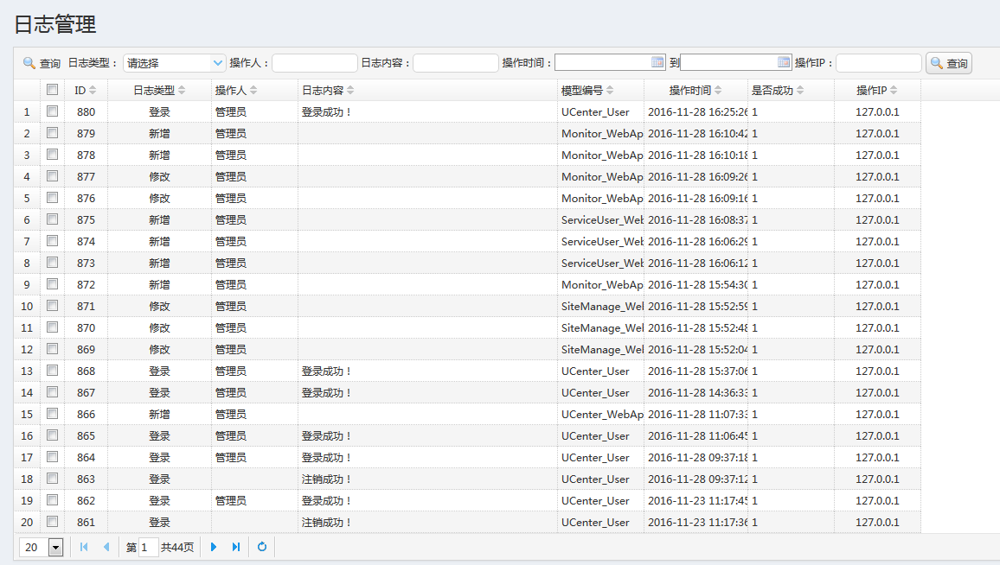 日志管理
查询 日志类型： 请选择 操作人： 日志内容： 操作时间： 到 操作IP： 查询
ID 日志类型 操作人 日志内容 模型编号 操作时间 是否成功 操作IP
1 880 登录 管理员 登录成功！ UCenter_User 2016-11-28 16:25:26 1 127.0.0.1
2 879 新增 管理员 Monitor_WebAp 2016-11-28 16:10:42 1 127.0.0.1
3 878 新增 管理员 Monitor_WebAp 2016-11-28 16:10:18 1 127.0.0.1
4 877 修改 管理员 Monitor_WebAp 2016-11-28 16:09:26 1 127.0.0.1
5 876 修改 管理员 Monitor_WebAp 2016-11-28 16:09:16 1 127.0.0.1
6 875 新增 管理员 ServiceUser_Web 2016-11-28 16:08:37 1 127.0.0.1
7 874 新增 管理员 ServiceUser_Web 2016-11-28 16:06:29 1 127.0.0.1
8 873 新增 管理员 ServiceUser_Web 2016-11-28 16:06:12 1 127.0.0.1
9 872 新增 管理员 Monitor_WebAp 2016-11-28 15:54:30 1 127.0.0.1
10 871 修改 管理员 SiteManage_Wel 2016-11-28 15:52:59 1 127.0.0.1
11 870 修改 管理员 SiteManage_Wel 2016-11-28 15:52:48 1 127.0.0.1
12 869 修改 管理员 SiteManage_Wel 2016-11-28 15:52:04 1 127.0.0.1
13 868 登录 管理员 登录成功！ UCenter_User 2016-11-28 15:37:06 1 127.0.0.1
14 867 登录 管理员 登录成功！ UCenter_User 2016-11-28 14:36:33 1 127.0.0.1
15 866 新增 管理员 UCenter_WebAp 2016-11-28 11:07:33 1 127.0.0.1
16 865 登录 管理员 登录成功！ UCenter_User 2016-11-28 11:06:45 1 127.0.0.1
17 864 登录 管理员 登录成功！ UCenter_User 2016-11-28 09:37:18 1 127.0.0.1
18 863 登录 注销成功！ UCenter_User 2016-11-28 09:37:12 1 127.0.0.1
19 862 登录 管理员 登录成功！ UCenter_User 2016-11-23 11:17:45 1 127.0.0.1
20 861 登录 注销成功！ UCenter_User 2016-11-23 11:17:36 1 127.0.0.1
20 第 1 共44页